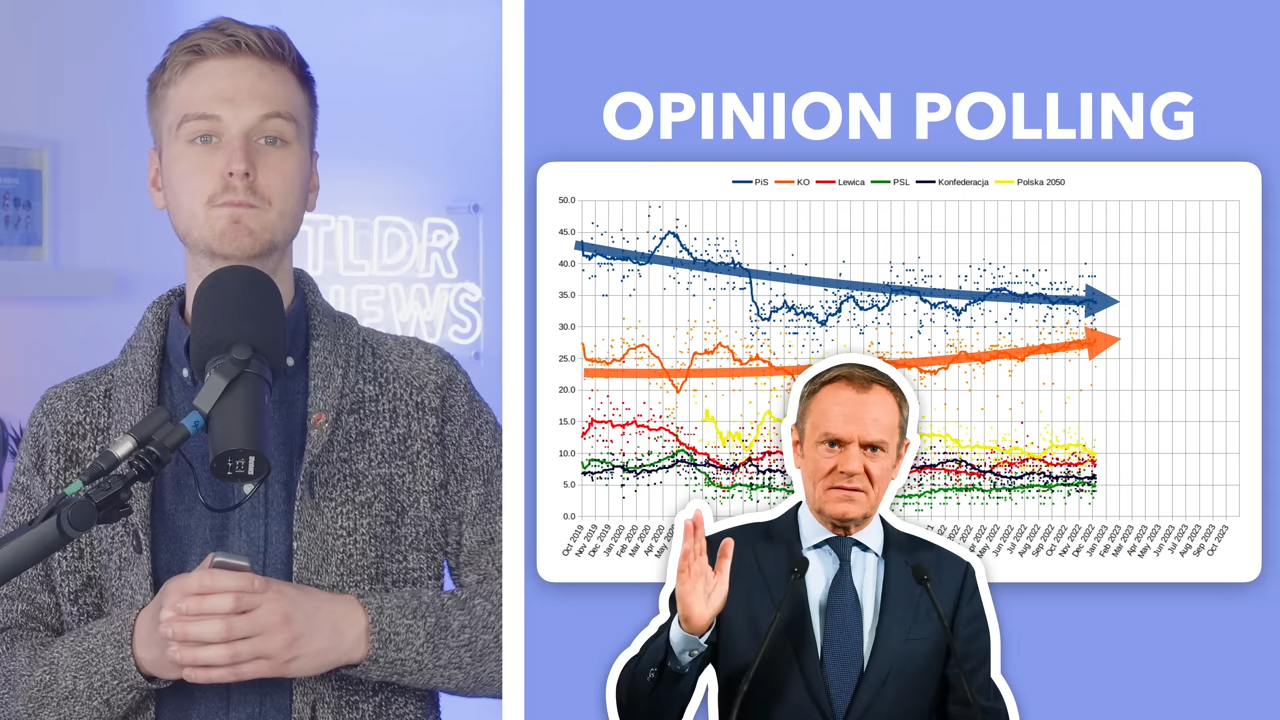 TLDR
NEWS
OPINION POLLING
PiS KO Lewica PSL Konfederacja Polska 2050
50.0
45.0
40.0
35.0
30.0
25.0
20.0
15.0
10.0
5.0
0.0
Oct 2019 Nov 2019 Dec 2019 Jan 2020 Feb 2020 Mar 2020 Apr 2020 May 2022 Jun 2022 Jul 2022 Aug 2022 Sep 2022 Oct 2022 Nov 2022 Dec 2022 Jan 2023 Feb 2023 Mar 2023 Apr 2023 May 2023 Jun 2023 Jul 2023 Aug 2023 Sep 2023 Oct 2023